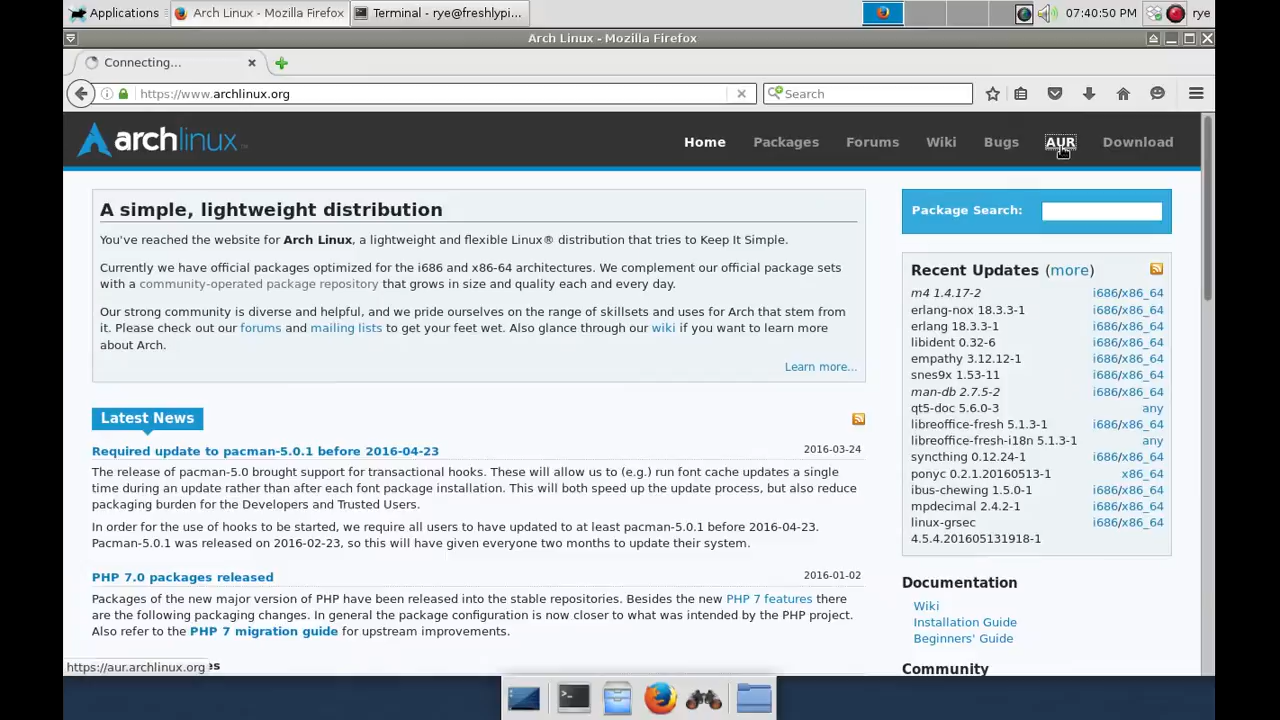 Applications
Arch Linux - Mozilla Firefox
Terminal - rye@freshlypi...
07:40:50 PM
rye
Arch Linux - Mozilla Firefox
Connecting...
https://www.archlinux.org
Search
archlinux™
Home
Packages
Forums
Wiki
Bugs
AUR
Download
A simple, lightweight distribution
You've reached the website for Arch Linux, a lightweight and flexible Linux® distribution that tries to Keep It Simple.
Currently we have official packages optimized for the i686 and x86-64 architectures. We complement our official package sets
with a community-operated package repository that grows in size and quality each and every day.
Our strong community is diverse and helpful, and we pride ourselves on the range of skillsets and uses for Arch that stem from
it. Please check out our forums and mailing lists to get your feet wet. Also glance through our wiki if you want to learn more
about Arch.
Learn more...
Latest News
Required update to pacman-5.0.1 before 2016-04-23
2016-03-24
The release of pacman-5.0 brought support for transactional hooks. These will allow us to (e.g.) run font cache updates a single
time during an update rather than after each font package installation. This will both speed up the update process, but also reduce
packaging burden for the Developers and Trusted Users.
In order for the use of hooks to be started, we require all users to have updated to at least pacman-5.0.1 before 2016-04-23.
Pacman-5.0.1 was released on 2016-02-23, so this will have given everyone two months to update their system.
PHP 7.0 packages released
2016-01-02
Packages of the new major version of PHP have been released into the stable repositories. Besides the new PHP 7 features there
are the following packaging changes. In general the package configuration is now closer to what was intended by the PHP project.
Also refer to the PHP 7 migration guide for upstream improvements.
https://aur.archlinux.org
Package Search:
Recent Updates (more)
m4 1.4.17-2 i686/x86_64
erlang-nox 18.3.3-1 i686/x86_64
erlang 18.3.3-1 i686/x86_64
libident 0.32-6 i686/x86_64
empathy 3.12.12-1 i686/x86_64
snes9x 1.53-11 i686/x86_64
man-db 2.7.5-2 i686/x86_64
qt5-doc 5.6.0-3 any
libreoffice-fresh 5.1.3-1 i686/x86_64
libreoffice-fresh-i18n 5.1.3-1 any
syncthing 0.12.24-1 i686/x86_64
ponyc 0.2.1.20160513-1 x86_64
ibus-chewing 1.5.0-1 i686/x86_64
mpdecimal 2.4.2-1 i686/x86_64
linux-grsec i686/x86_64
4.5.4.201605131918-1
Documentation
Wiki
Installation Guide
Beginners' Guide
Community